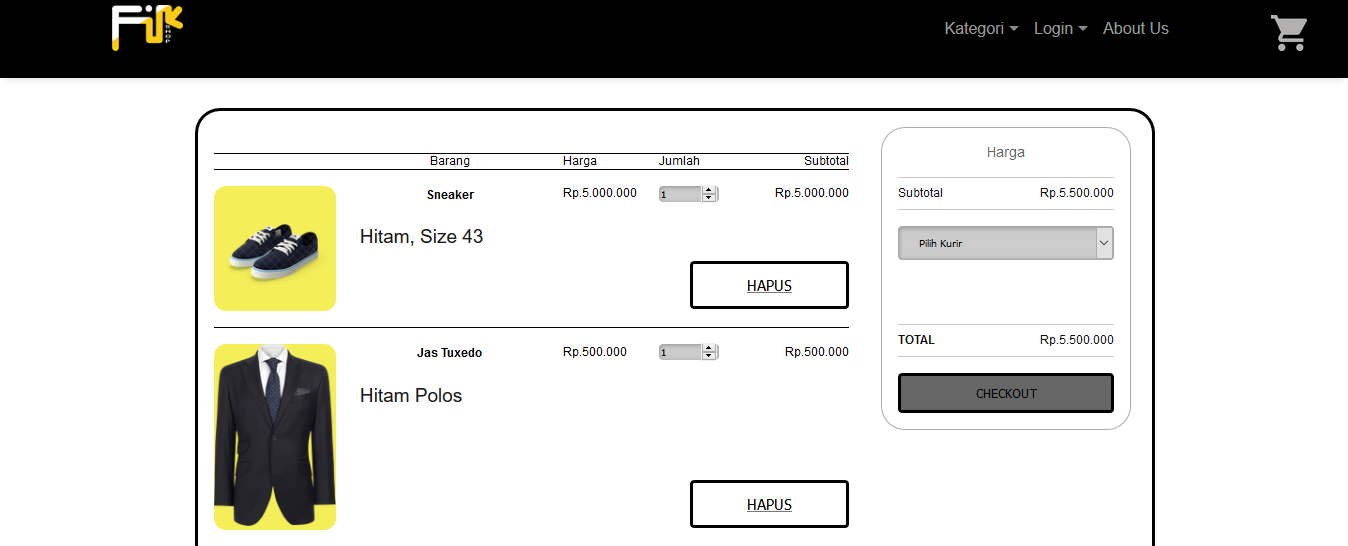 FilK SHOP
Kategori Login About Us
Barang Harga Jumlah Subtotal
Sneaker Rp.5.000.000 1 Rp.5.000.000
Hitam, Size 43
HAPUS
Jas Tuxedo Rp.500.000 1 Rp.500.000
Hitam Polos
HAPUS
Harga
Subtotal Rp.5.500.000
Pilih Kurir
TOTAL Rp.5.500.000
CHECKOUT